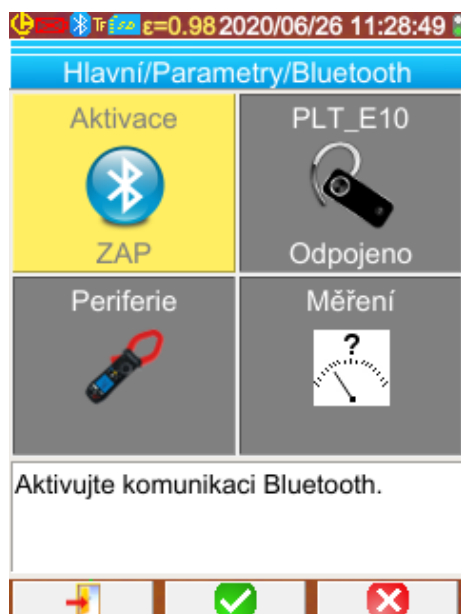 TF ε=0.98 2020/06/26 11:28:49
Hlavní/Parametry/Bluetooth
Aktivace
ZAP
PLT_E10
Odpojeno
Periferie
Měření
?
Aktivujte komunikaci Bluetooth.